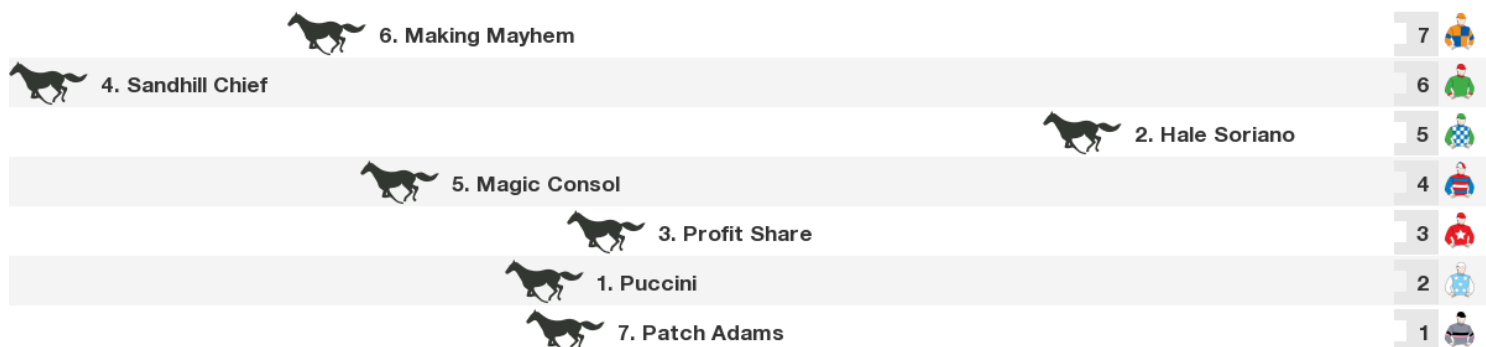 6. Making Mayhem 7
4. Sandhill Chief 6
2. Hale Soriano 5
5. Magic Consol 4
3. Profit Share 3
1. Puccini 2
7. Patch Adams 1